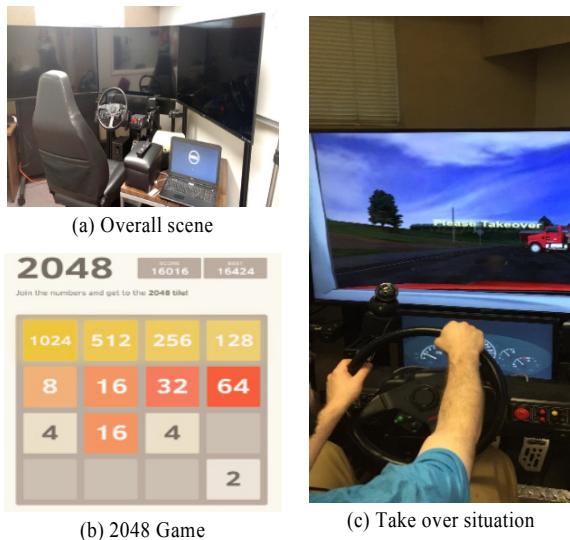 DELL
(a) Overall scene
2048
SCORE
16016
BEST
16424
Join the numbers and get to the 2048 tile!
1024 512 256 128
8 16 32 64
4 16 4
2
(b) 2048 Game
Please Takeover
(c) Take over situation